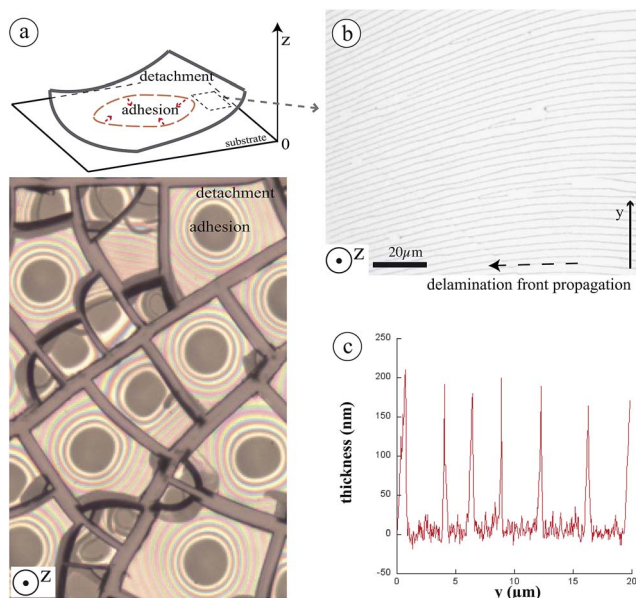 a
z
detachment
adhesion
substrate
0
detachment
adhesion
z
b
y
20µm
z
delamination front propagation
c
250
200
150
100
50
0
-50
thickness (nm)
0 5 10 15 20
y (µm)